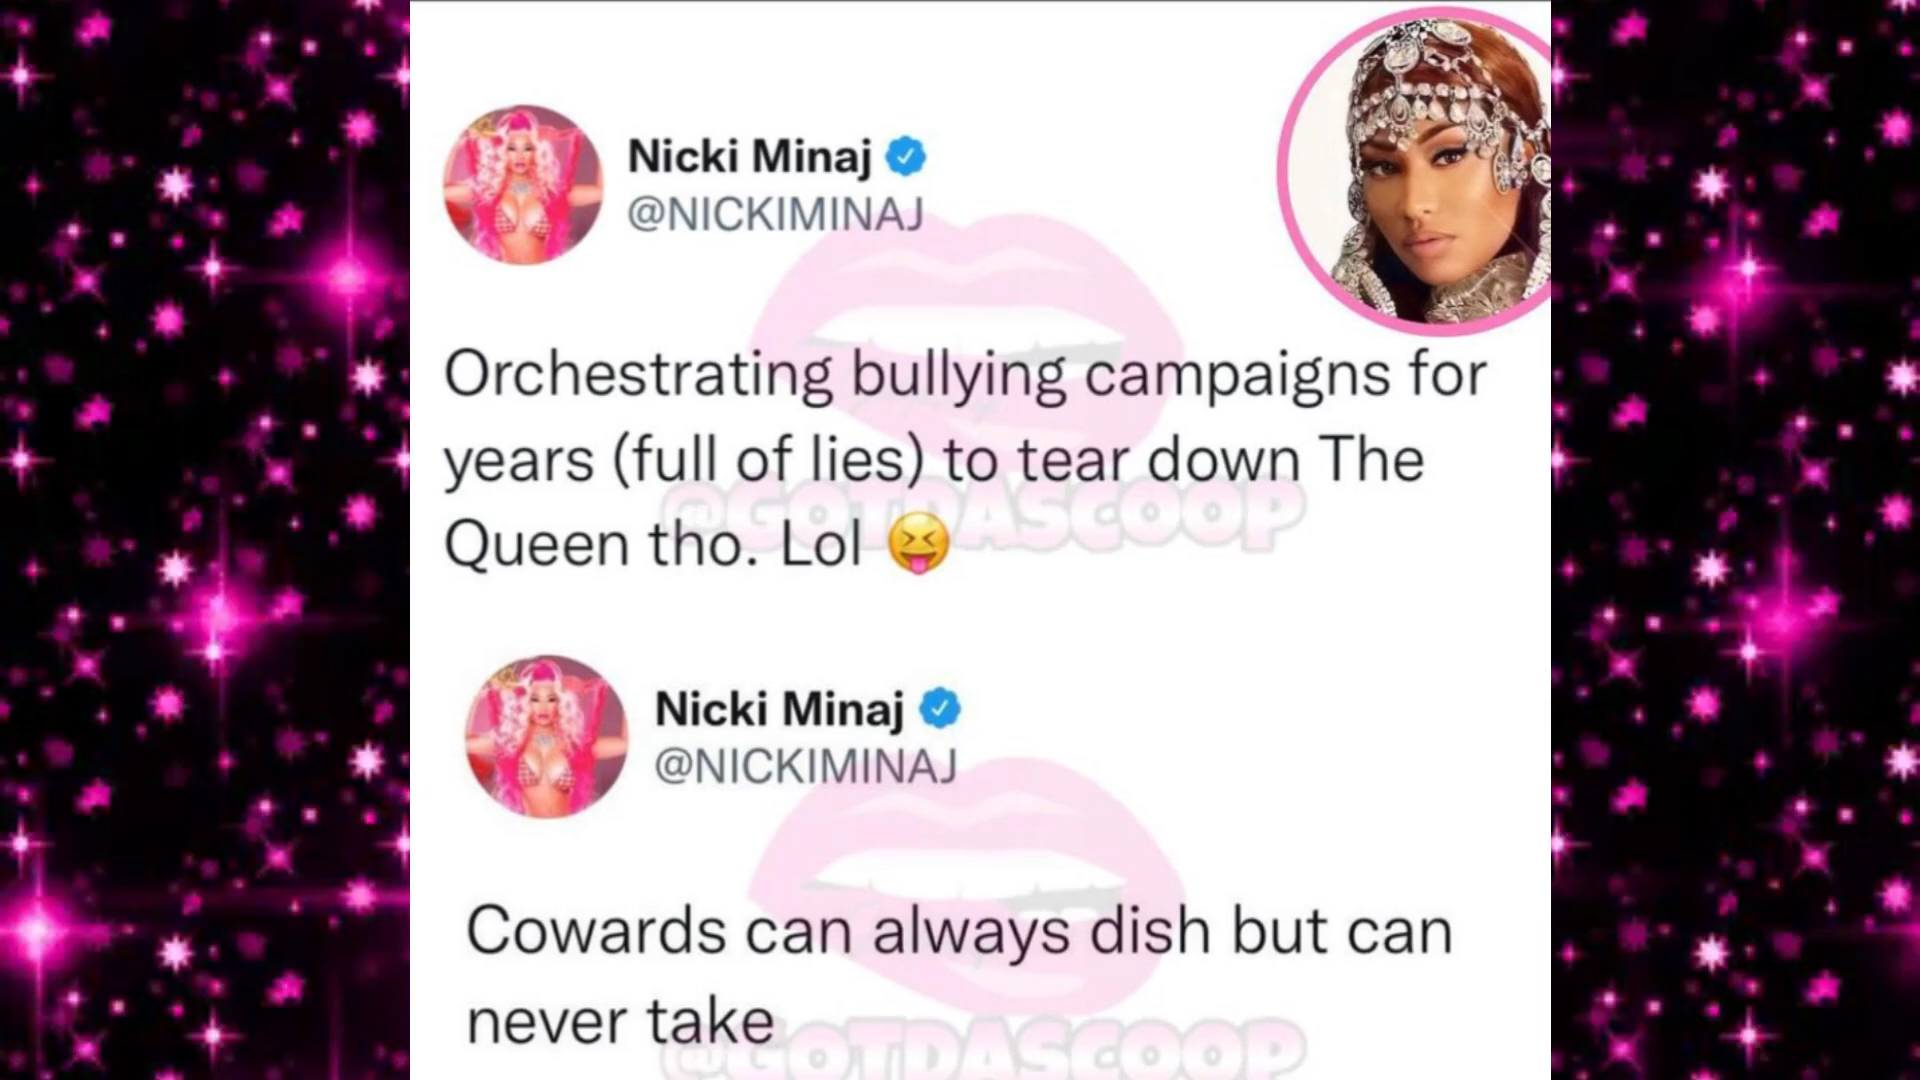 Nicki Minaj
@NICKIMINAJ
Orchestrating bullying campaigns for
years (full of lies) to tear down The
Queen tho. Lol 😝
@GOTDASCOOP
Nicki Minaj
@NICKIMINAJ
Cowards can always dish but can
never take
@GOTDASCOOP